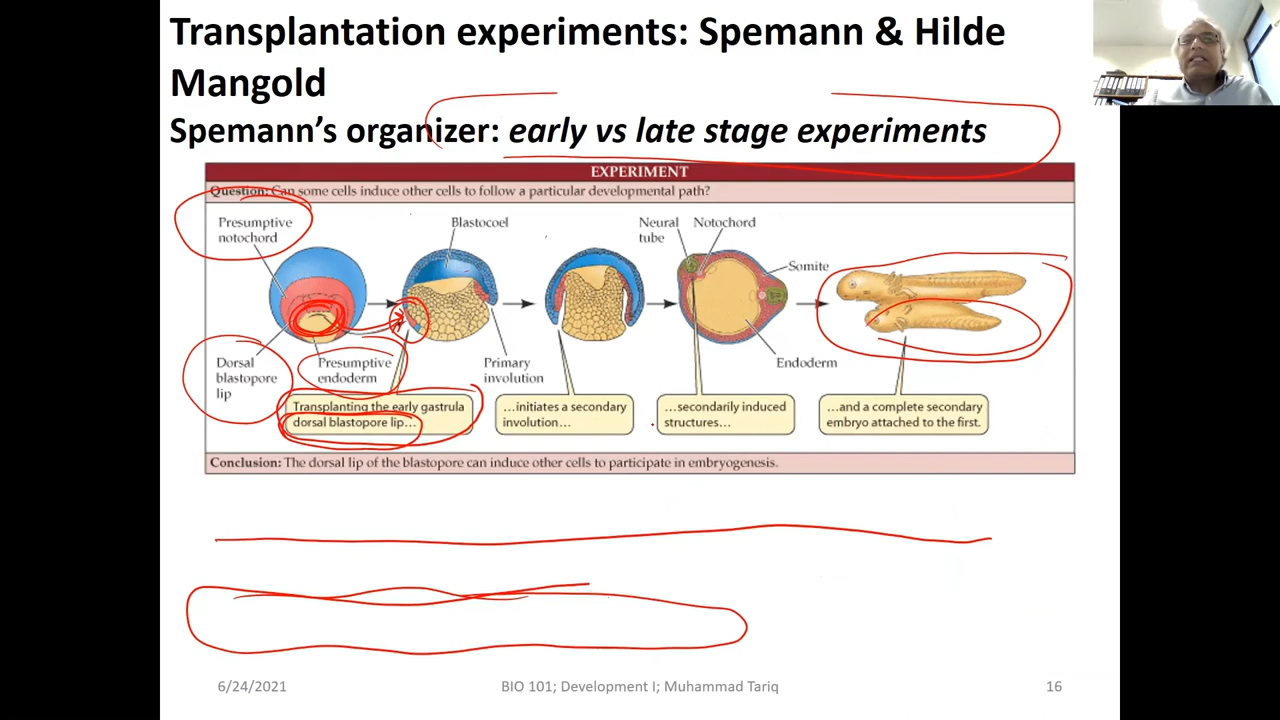 Transplantation experiments: Spemann & Hilde
Mangold
Spemann's organizer: early vs late stage experiments
EXPERIMENT
Question: Can some cells induce other cells to follow a particular developmental path?
Presumptive
notochord
Blastocoel
Neural
tube
Notochord
Somite
Dorsal
blastopore
lip
Presumptive
endoderm
Primary
involution
Endoderm
Transplanting the early gastrula
dorsal blastopore lip…
…initiates a secondary
involution…
…secondarily induced
structures…
…and a complete secondary
embryo attached to the first.
Conclusion: The dorsal lip of the blastopore can induce other cells to participate in embryogenesis.
6/24/2021
BIO 101; Development I; Muhammad Tariq
16